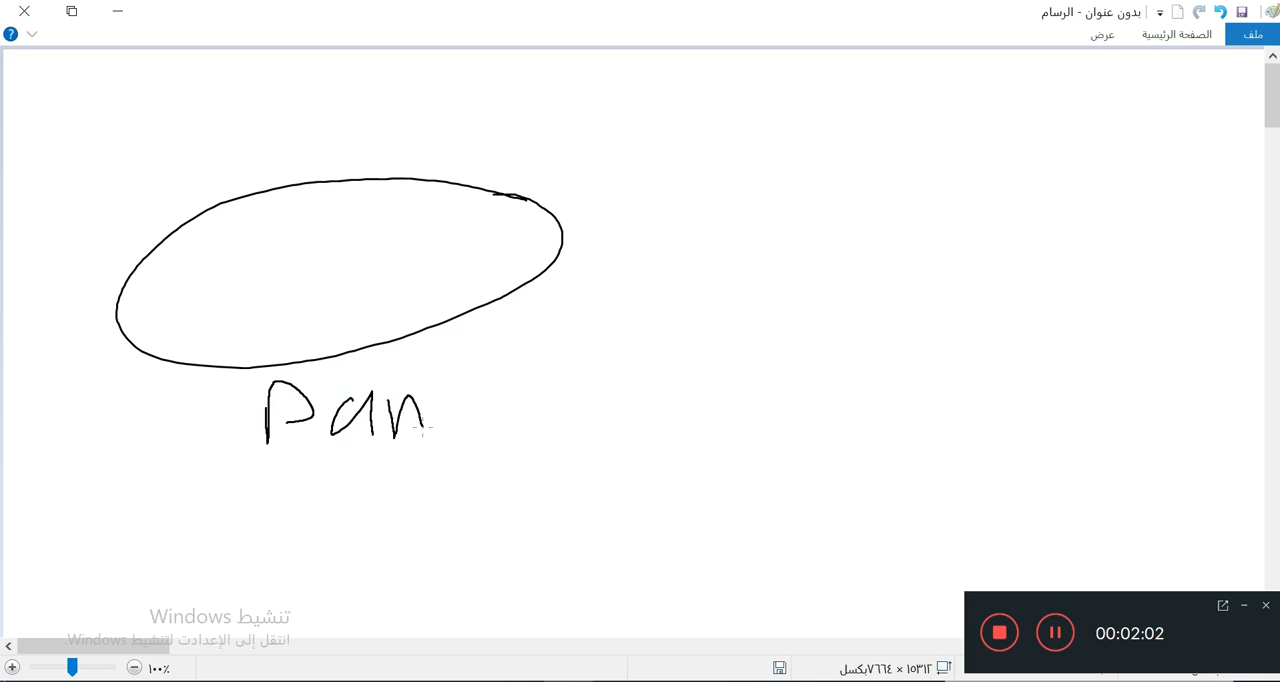 بدون عنوان - الرسام
ملف
الصفحة الرئيسية
عرض
Pan
تنشيط Windows
انتقل إلى الإعدادات لتنشيط Windows.
00:02:02
١٠٠٪
١٥٣١٢ × ٧٦٦٤بكسل